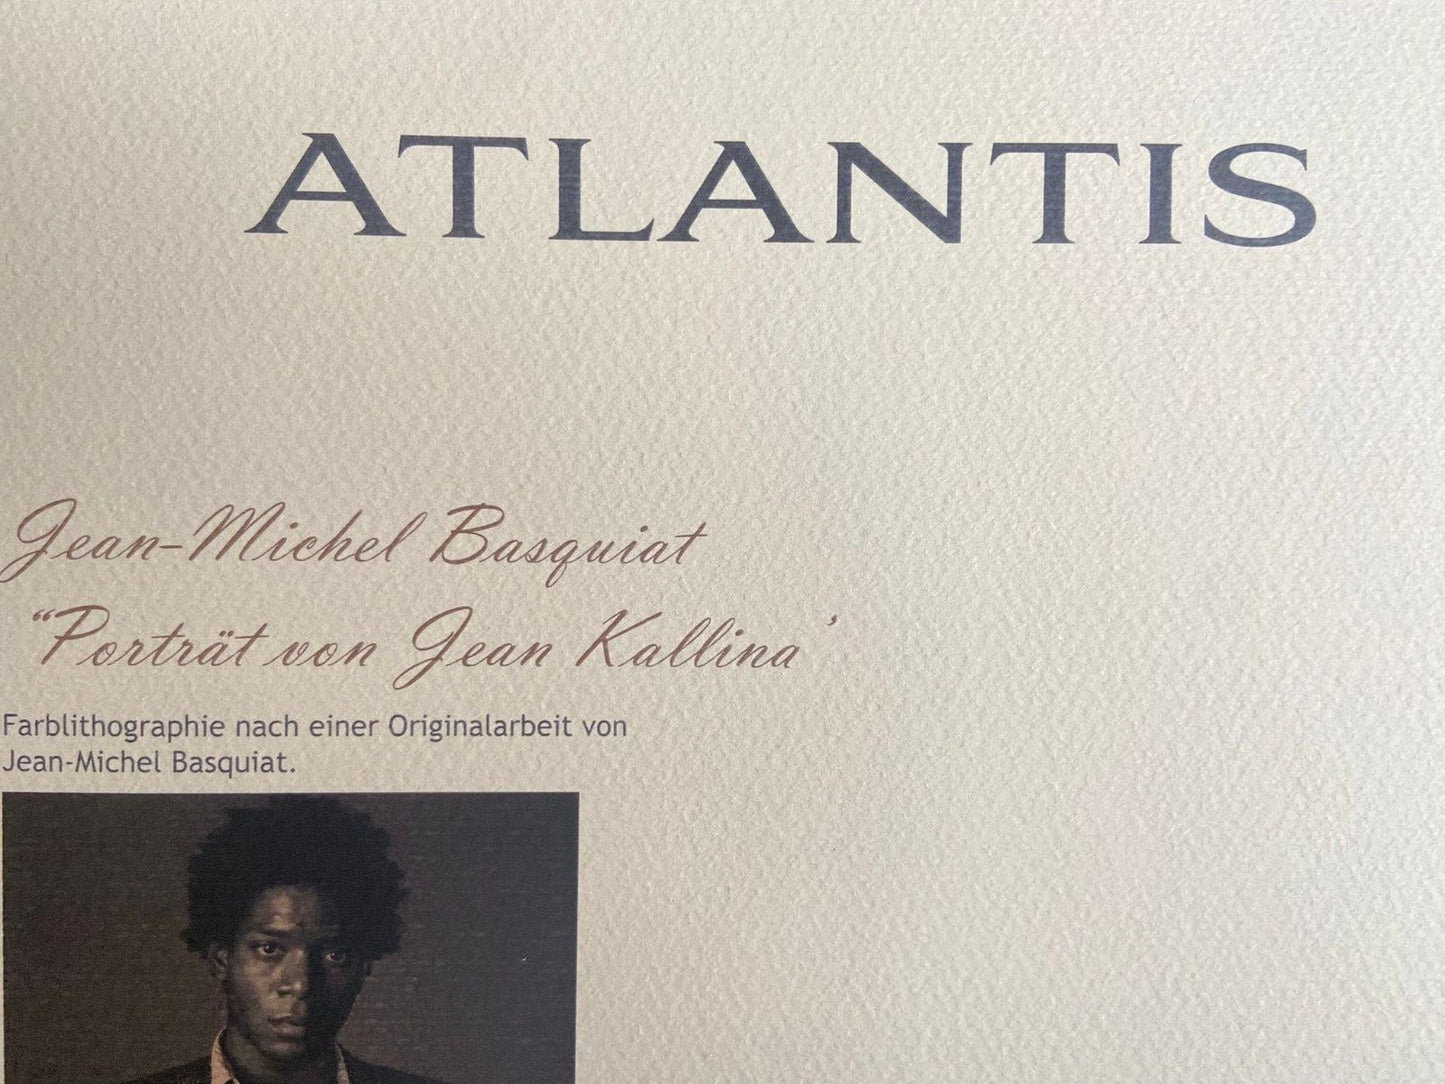 ATLANTIS
Jean-Michel Basquiat
“Porträt von Jean Kallina’
Farblithographie nach einer Originalarbeit von
Jean-Michel Basquiat.